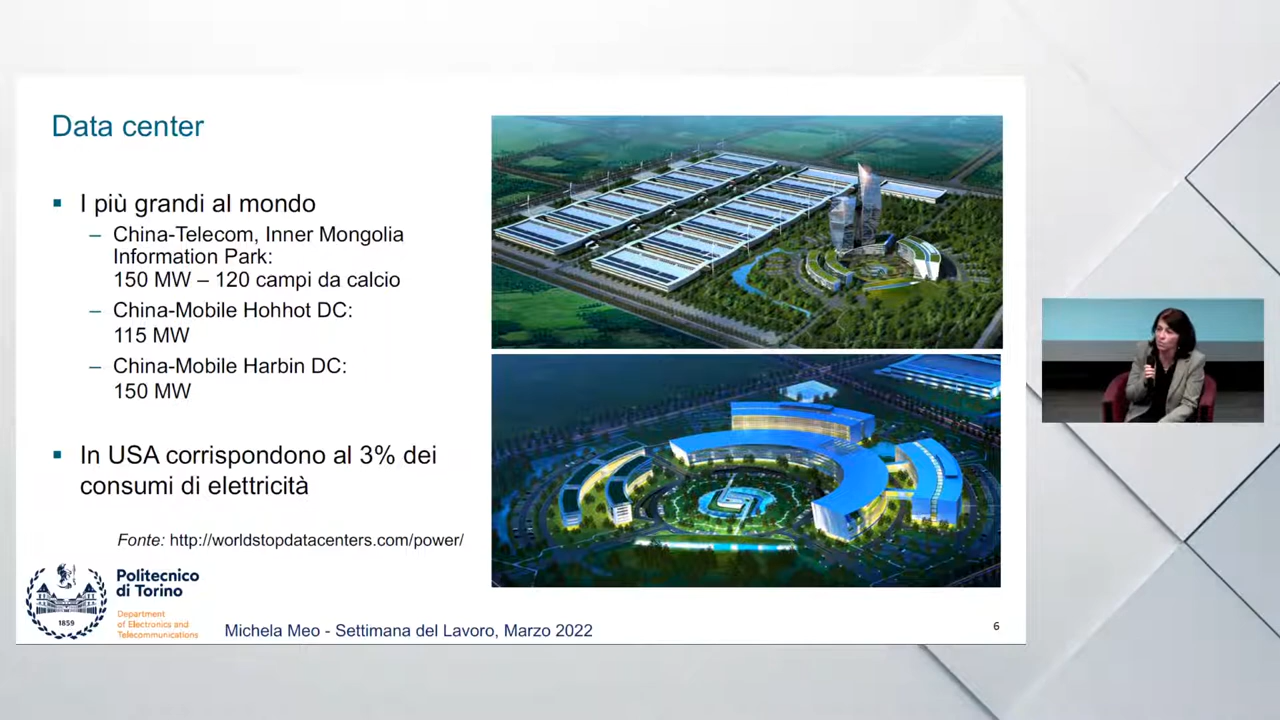 Data center
▪ I più grandi al mondo
– China-Telecom, Inner Mongolia
Information Park:
150 MW – 120 campi da calcio
– China-Mobile Hohhot DC:
115 MW
– China-Mobile Harbin DC:
150 MW
▪ In USA corrispondono al 3% dei
consumi di elettricità
Fonte: http://worldstopdatacenters.com/power/
1859
Politecnico
di Torino
Department
of Electronics and
Telecommunications
Michela Meo - Settimana del Lavoro, Marzo 2022
6